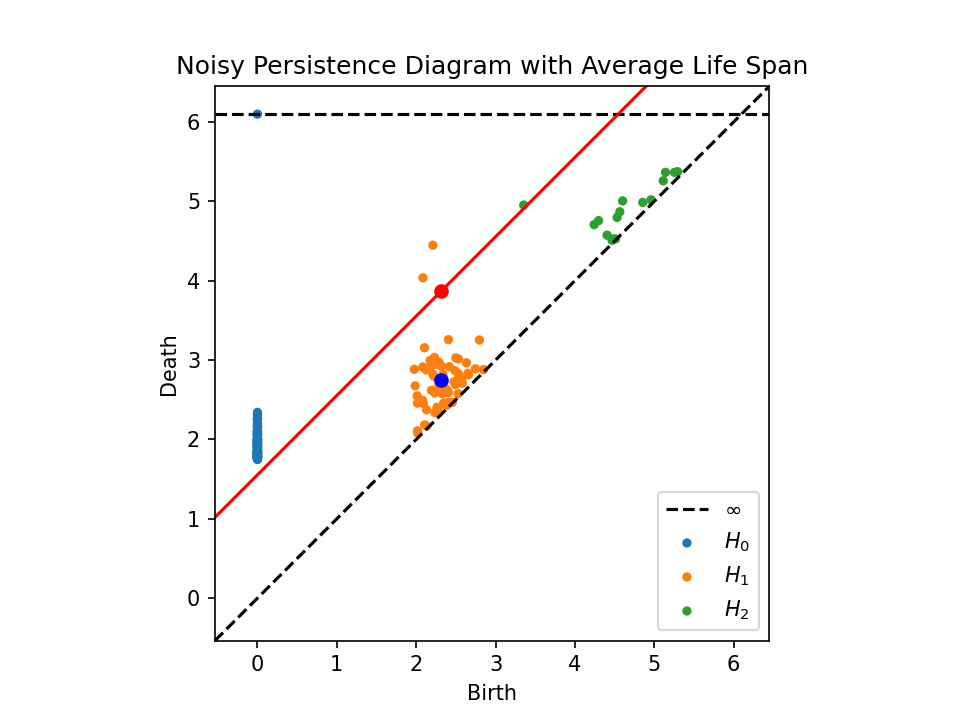 Noisy Persistence Diagram with Average Life Span
Death
6
5
4
3
2
1
0
0 1 2 3 4 5 6
Birth
∞
H₀
H₁
H₂